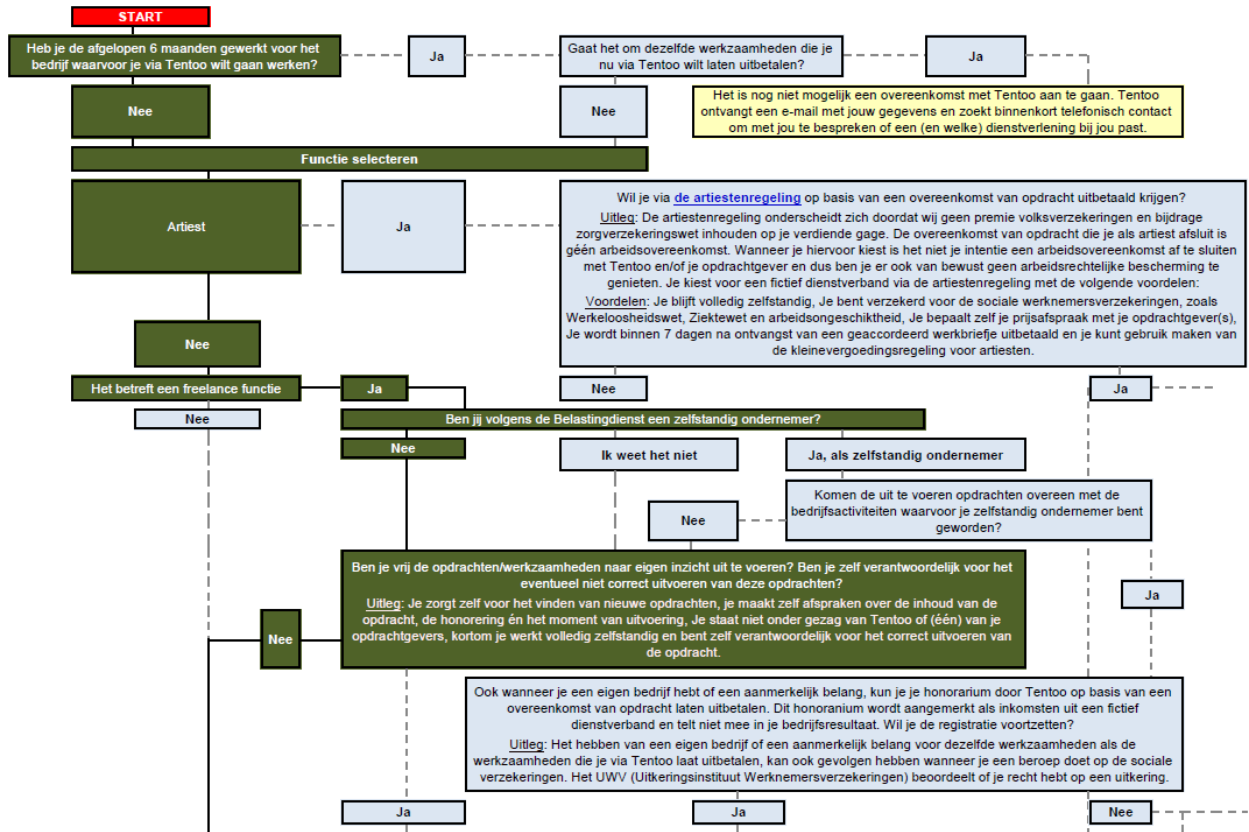 START
Heb je de afgelopen 6 maanden gewerkt voor het
bedrijf waarvoor je via Tentoo wilt gaan werken?
Ja
Gaat het om dezelfde werkzaamheden die je
nu via Tentoo wilt laten uitbetalen?
Ja
Nee
Nee
Het is nog niet mogelijk een overeenkomst met Tentoo aan te gaan. Tentoo
ontvangt een e-mail met jouw gegevens en zoekt binnenkort telefonisch contact
om met jou te bespreken of een (en welke) dienstverlening bij jou past.
Functie selecteren
Artiest
Ja
Wil je via de artiestenregeling op basis van een overeenkomst van opdracht uitbetaald krijgen?
Uitleg: De artiestenregeling onderscheidt zich doordat wij geen premie volksverzekeringen en bijdrage
zorgverzekeringswet inhouden op je verdiende gage. De overeenkomst van opdracht die je als artiest afsluit is
géén arbeidsovereenkomst. Wanneer je hiervoor kiest is het niet je intentie een arbeidsovereenkomst af te sluiten
met Tentoo en/of je opdrachtgever en dus ben je er ook van bewust geen arbeidsrechtelijke bescherming te
genieten. Je kiest voor een fictief dienstverband via de artiestenregeling met de volgende voordelen:
Voordelen: Je blijft volledig zelfstandig, Je bent verzekerd voor de sociale werknemersverzekeringen, zoals
Werkeloosheidswet, Ziektewet en arbeidsongeschiktheid, Je bepaalt zelf je prijsafspraak met je opdrachtgever(s),
Je wordt binnen 7 dagen na ontvangst van een geaccordeerd werkbriefje uitbetaald en je kunt gebruik maken van
de kleinevergoedingsregeling voor artiesten.
Nee
Het betreft een freelance functie
Ja
Nee
Ja
Nee
Ben jij volgens de Belastingdienst een zelfstandig ondernemer?
Nee
Ik weet het niet
Ja, als zelfstandig ondernemer
Nee
Komen de uit te voeren opdrachten overeen met de
bedrijfsactiviteiten waarvoor je zelfstandig ondernemer bent
geworden?
Ben je vrij de opdrachten/werkzaamheden naar eigen inzicht uit te voeren? Ben je zelf verantwoordelijk voor het
eventueel niet correct uitvoeren van deze opdrachten?
Uitleg: Je zorgt zelf voor het vinden van nieuwe opdrachten, je maakt zelf afspraken over de inhoud van de
opdracht, de honorering én het moment van uitvoering, Je staat niet onder gezag van Tentoo of (één) van je
opdrachtgevers, kortom je werkt volledig zelfstandig en bent zelf verantwoordelijk voor het correct uitvoeren van
de opdracht.
Ja
Nee
Ook wanneer je een eigen bedrijf hebt of een aanmerkelijk belang, kun je je honorarium door Tentoo op basis van een
overeenkomst van opdracht laten uitbetalen. Dit honoranium wordt aangemerkt als inkomsten uit een fictief
dienstverband en telt niet mee in je bedrijfsresultaat. Wil je de registratie voortzetten?
Uitleg: Het hebben van een eigen bedrijf of een aanmerkelijk belang voor dezelfde werkzaamheden als de
werkzaamheden die je via Tentoo laat uitbetalen, kan ook gevolgen hebben wanneer je een beroep doet op de sociale
verzekeringen. Het UWV (Uitkeringsinstituut Werknemersverzekeringen) beoordeelt of je recht hebt op een uitkering.
Ja
Ja
Nee